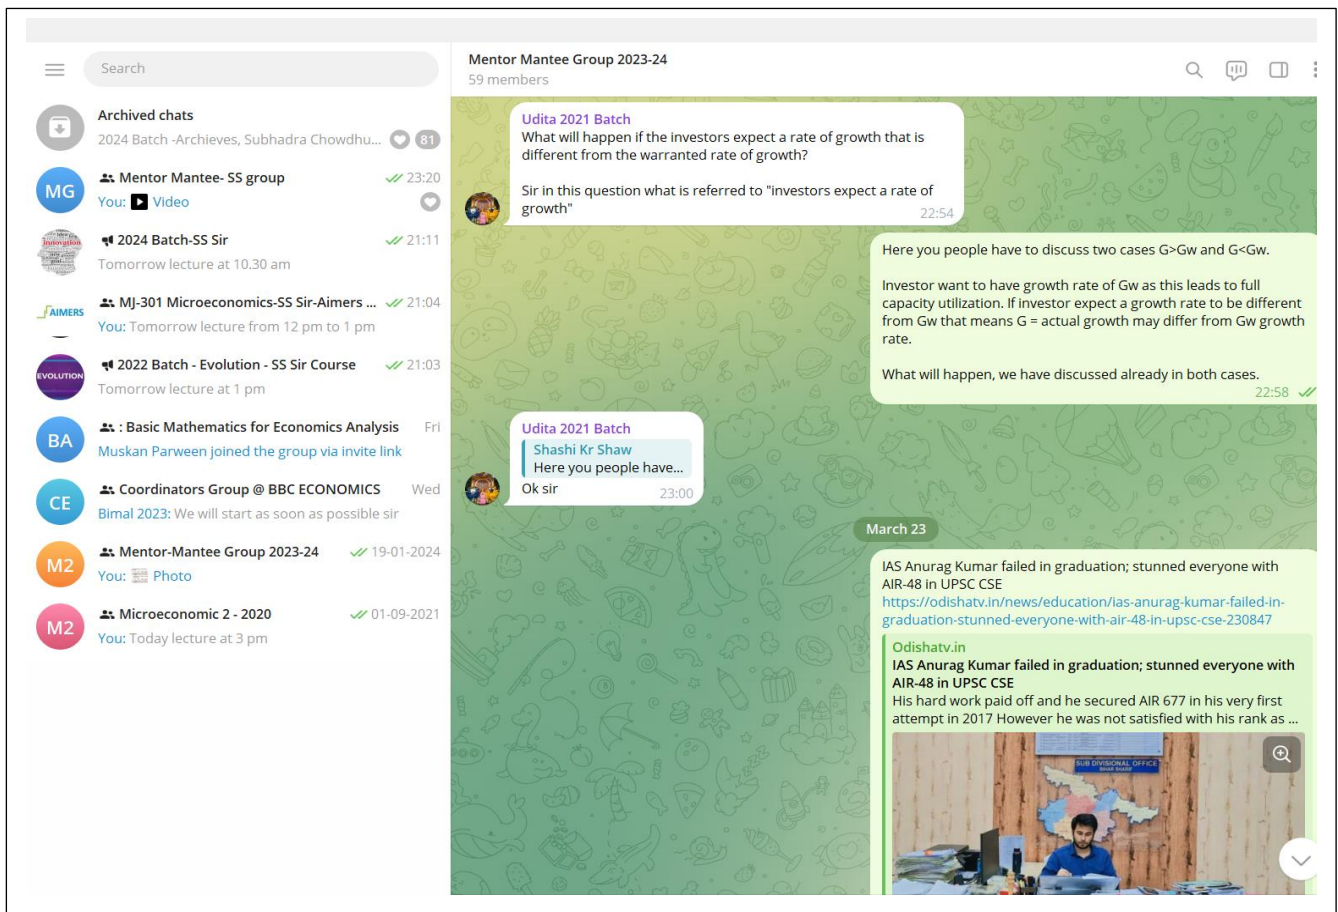 Search
Archived chats
2024 Batch -Archieves, Subhadra Chowdhu... 81
MG
Mentor Mantee- SS group 23:20
You: Video
innovation
2024 Batch-SS Sir 21:11
Tomorrow lecture at 10.30 am
AIMERS
MJ-301 Microeconomics-SS Sir-Aimers ... 21:04
You: Tomorrow lecture from 12 pm to 1 pm
EVOLUTION
2022 Batch - Evolution - SS Sir Course 21:03
Tomorrow lecture at 1 pm
BA
: Basic Mathematics for Economics Analysis Fri
Muskan Parween joined the group via invite link
CE
Coordinators Group @ BBC ECONOMICS Wed
Bimal 2023: We will start as soon as possible sir
M2
Mentor-Mantee Group 2023-24 19-01-2024
You: Photo
M2
Microeconomic 2 - 2020 01-09-2021
You: Today lecture at 3 pm
Mentor Mantee Group 2023-24
59 members
Udita 2021 Batch
What will happen if the investors expect a rate of growth that is
different from the warranted rate of growth?
Sir in this question what is referred to "investors expect a rate of
growth" 22:54
Here you people have to discuss two cases G>Gw and G<Gw.
Investor want to have growth rate of Gw as this leads to full
capacity utilization. If investor expect a growth rate to be different
from Gw that means G = actual growth may differ from Gw growth
rate.
What will happen, we have discussed already in both cases.
22:58
Udita 2021 Batch
Shashi Kr Shaw
Here you people have...
Ok sir 23:00
March 23
IAS Anurag Kumar failed in graduation; stunned everyone with
AIR-48 in UPSC CSE
https://odishatv.in/news/education/ias-anurag-kumar-failed-in-
graduation-stunned-everyone-with-air-48-in-upsc-cse-230847
Odishatv.in
IAS Anurag Kumar failed in graduation; stunned everyone with
AIR-48 in UPSC CSE
His hard work paid off and he secured AIR 677 in his very first
attempt in 2017 However he was not satisfied with his rank as ...
SUB DIVISIONAL OFFICE
BIHAR SHARIF